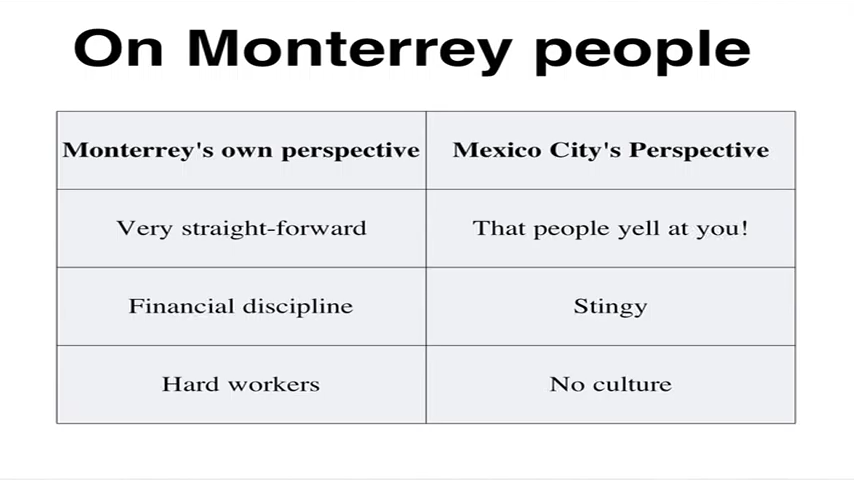 On Monterrey people
Monterrey's own perspective
Mexico City's Perspective
Very straight-forward
That people yell at you!
Financial discipline
Stingy
Hard workers
No culture